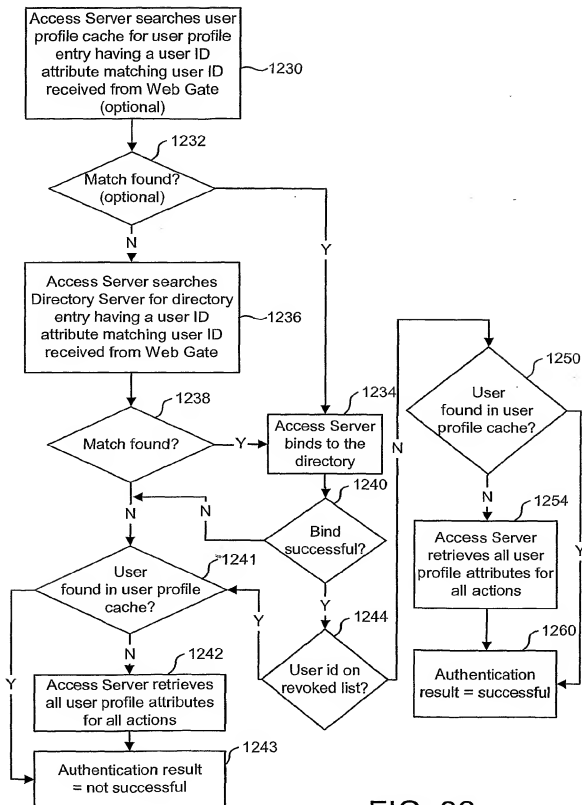 Access Server searches user
profile cache for user profile
entry having a user ID
attribute matching user ID
received from Web Gate
(optional)
1230
1232
Match found?
(optional)
N
Y
Access Server searches
Directory Server for directory
entry having a user ID
attribute matching user ID
received from Web Gate
1236
1238
Match found?
Y
N
1234
Access Server
binds to the
directory
1240
Bind
successful?
N
Y
1241
User
found in user profile
cache?
Y
N
1244
User id on
revoked list?
Y
N
1242
Access Server retrieves
all user profile attributes
for all actions
1243
Authentication result
= not successful
1250
User
found in user
profile cache?
N
Y
1254
Access Server
retrieves all user
profile attributes for
all actions
1260
Authentication
result = successful